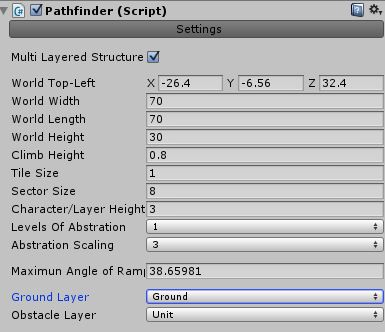 Pathfinder (Script)
Settings
Multi Layered Structure
World Top-Left X -26.4 Y -6.56 Z 32.4
World Width 70
World Length 70
World Height 30
Climb Height 0.8
Tile Size 1
Sector Size 8
Character/Layer Height 3
Levels Of Abstration 1
Abstration Scaling 3
Maximun Angle of Ramp 38.65981
Ground Layer Ground
Obstacle Layer Unit